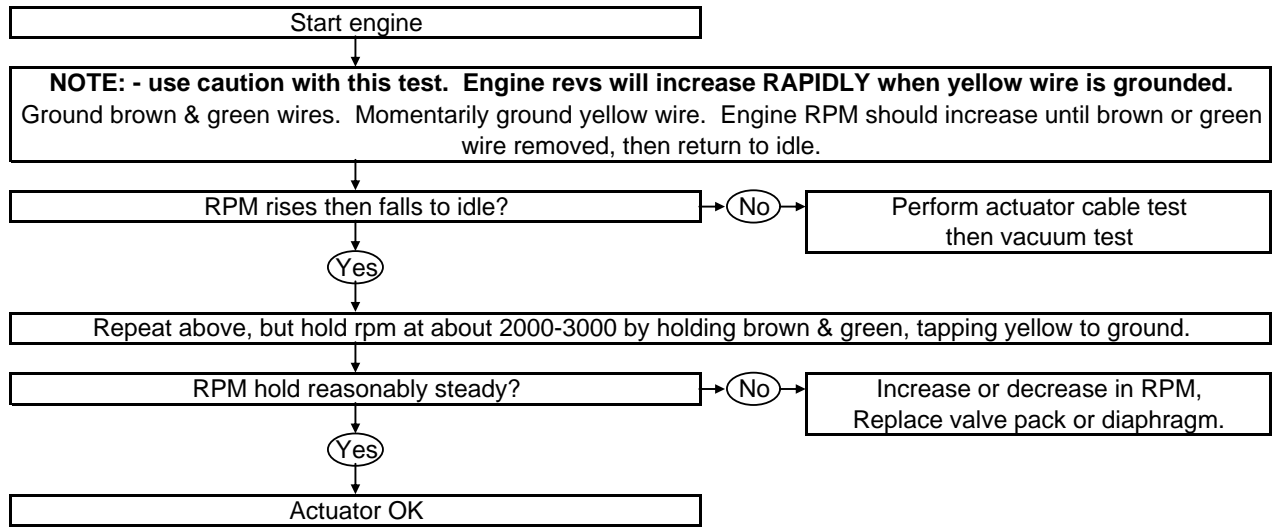 Start engine
NOTE: - use caution with this test. Engine revs will increase RAPIDLY when yellow wire is grounded.
Ground brown & green wires. Momentarily ground yellow wire. Engine RPM should increase until brown or green
wire removed, then return to idle.
RPM rises then falls to idle?
No
Perform actuator cable test
then vacuum test
Yes
Repeat above, but hold rpm at about 2000-3000 by holding brown & green, tapping yellow to ground.
RPM hold reasonably steady?
No
Increase or decrease in RPM,
Replace valve pack or diaphragm.
Yes
Actuator OK